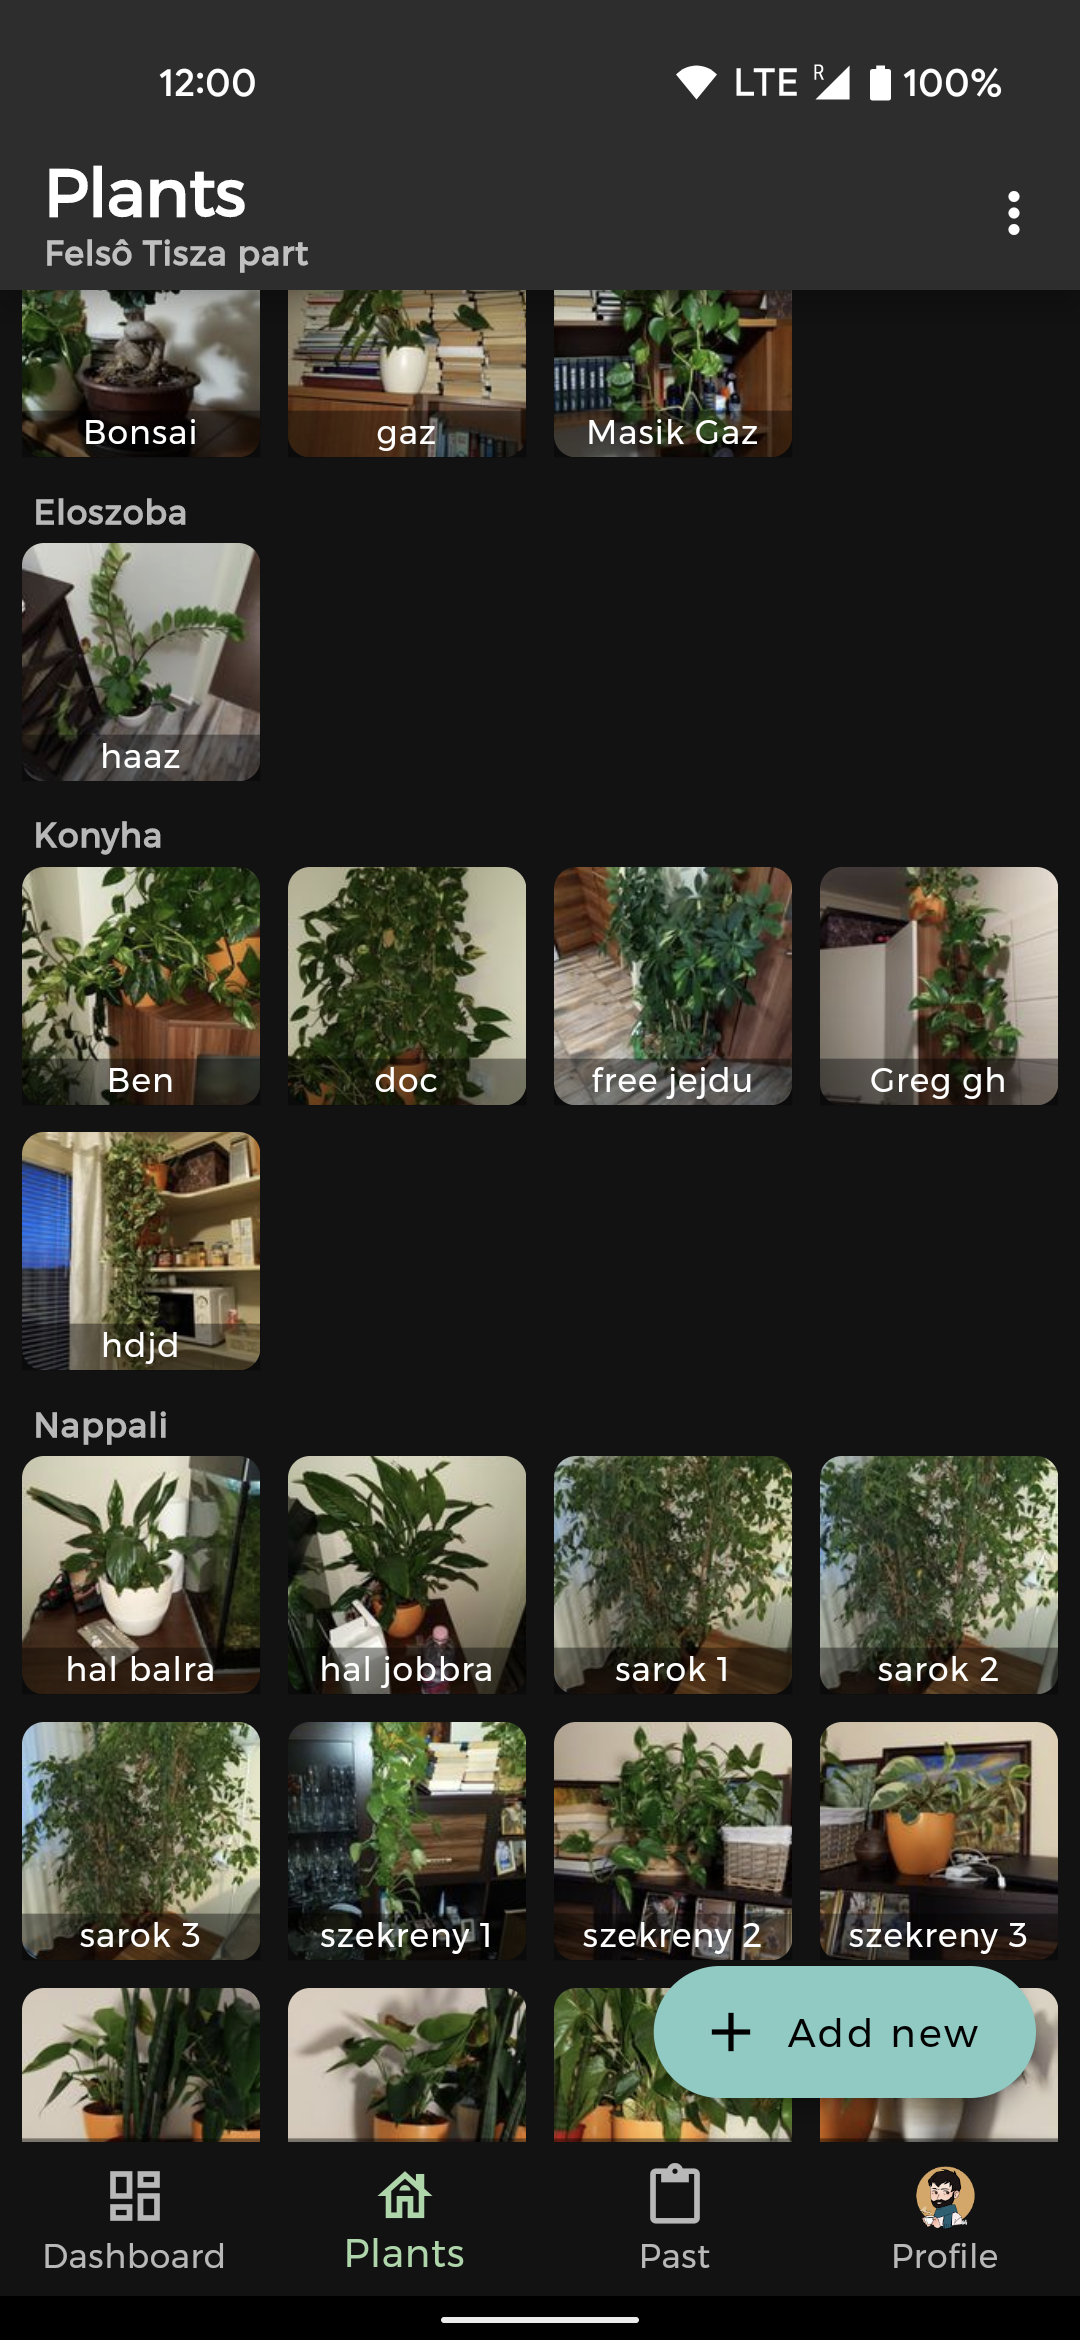 12:00 LTE R 100%
Plants
Felsô Tisza part
Bonsai gaz Masik Gaz
Eloszoba
haaz
Konyha
Ben doc free jejdu Greg gh
hdjd
Nappali
hal balra hal jobbra sarok 1 sarok 2
sarok 3 szekreny 1 szekreny 2 szekreny 3
Add new
Dashboard Plants Past Profile